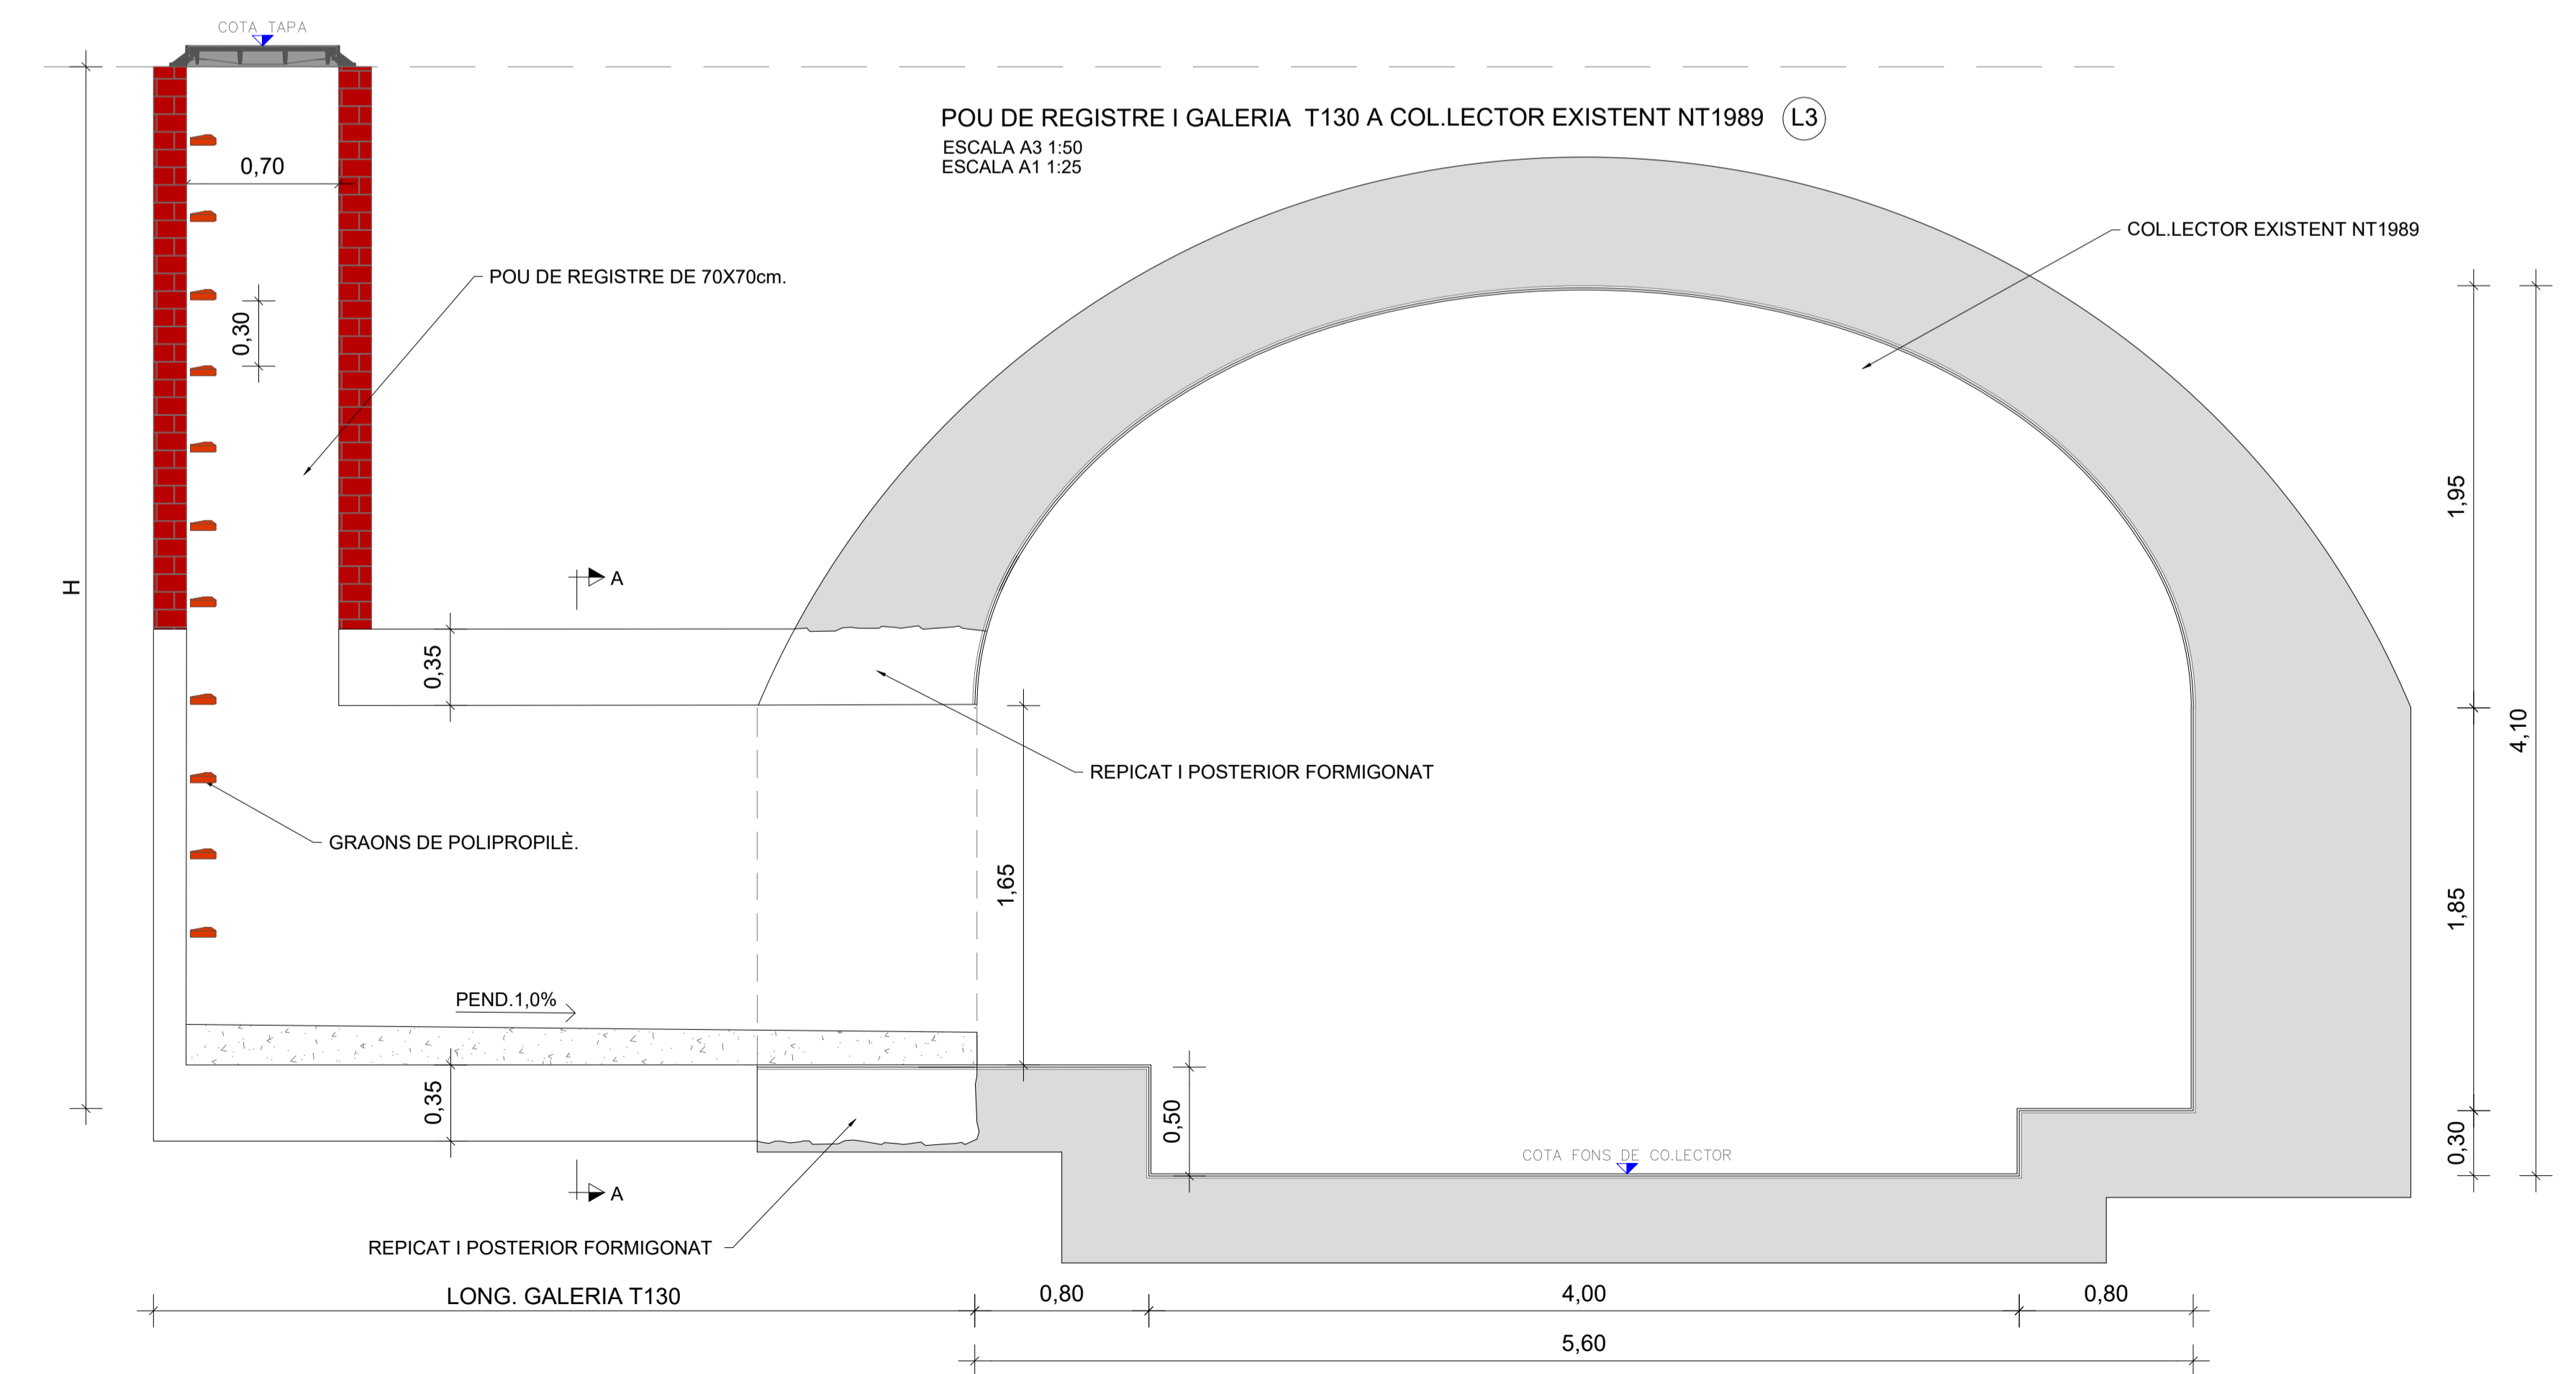 COTA TAPA
POU DE REGISTRE I GALERIA T130 A COL.LECTOR EXISTENT NT1989 L3
ESCALA A3 1:50
ESCALA A1 1:25
0,70
COL.LECTOR EXISTENT NT1989
POU DE REGISTRE DE 70X70cm.
0,30
1,95
H
A
0,35
4,10
REPICAT I POSTERIOR FORMIGONAT
GRAONS DE POLIPROPILÈ.
1,65
1,85
PEND.1,0%
0,35
0,50
0,30
COTA FONS DE CO.LECTOR
A
REPICAT I POSTERIOR FORMIGONAT
LONG. GALERIA T130
0,80
4,00
0,80
5,60